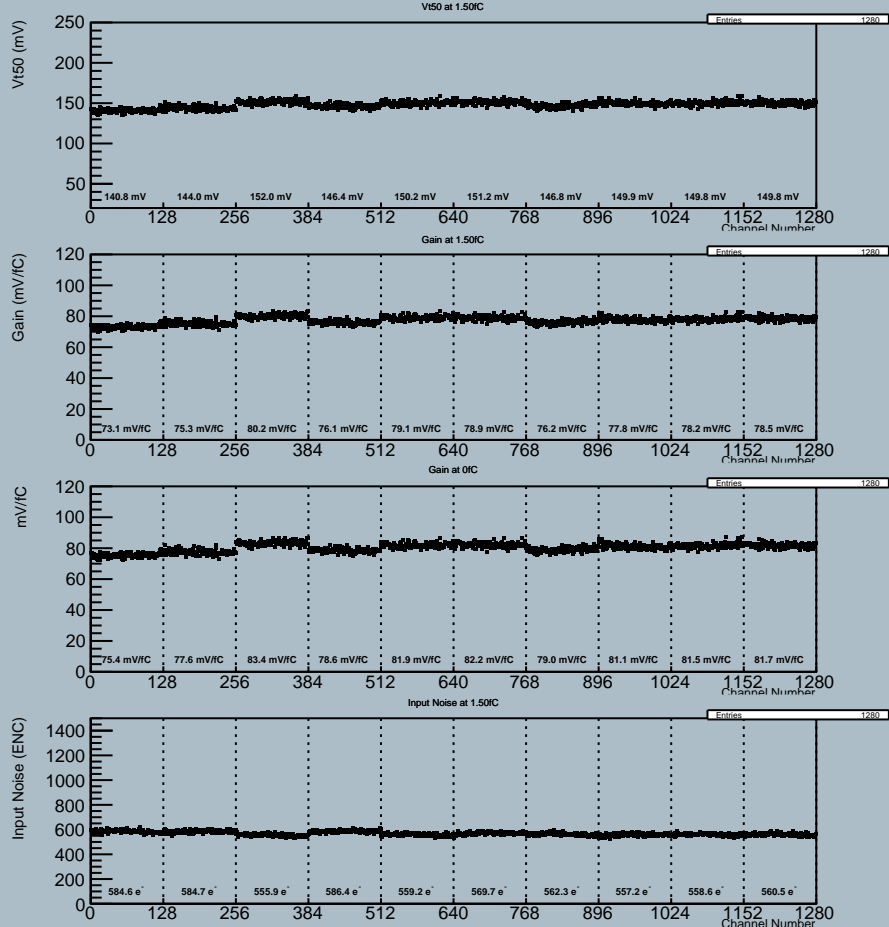 Vt50 at 1.50fC
Entries 1280
Vt50 (mV)
250
200
150
100
50
140.8 mV 144.0 mV 152.0 mV 146.4 mV 150.2 mV 151.2 mV 146.8 mV 149.9 mV 149.8 mV 149.8 mV
0 128 256 384 512 640 768 896 1024 1152 1280
Channel Number
Gain at 1.50fC
Entries 1280
Gain (mV/fC)
120
100
80
60
40
20
0
73.1 mV/fC 75.3 mV/fC 80.2 mV/fC 76.1 mV/fC 79.1 mV/fC 78.9 mV/fC 76.2 mV/fC 77.8 mV/fC 78.2 mV/fC 78.5 mV/fC
0 128 256 384 512 640 768 896 1024 1152 1280
Channel Number
Gain at 0fC
Entries 1280
mV/fC
120
100
80
60
40
20
0
75.4 mV/fC 77.6 mV/fC 83.4 mV/fC 78.6 mV/fC 81.9 mV/fC 82.2 mV/fC 79.0 mV/fC 81.1 mV/fC 81.5 mV/fC 81.7 mV/fC
0 128 256 384 512 640 768 896 1024 1152 1280
Channel Number
Input Noise at 1.50fC
Entries 1280
Input Noise (ENC)
1400
1200
1000
800
600
400
200
0
584.6 e⁻ 584.7 e⁻ 555.9 e⁻ 586.4 e⁻ 559.2 e⁻ 569.7 e⁻ 562.3 e⁻ 557.2 e⁻ 558.6 e⁻ 560.5 e⁻
0 128 256 384 512 640 768 896 1024 1152 1280
Channel Number